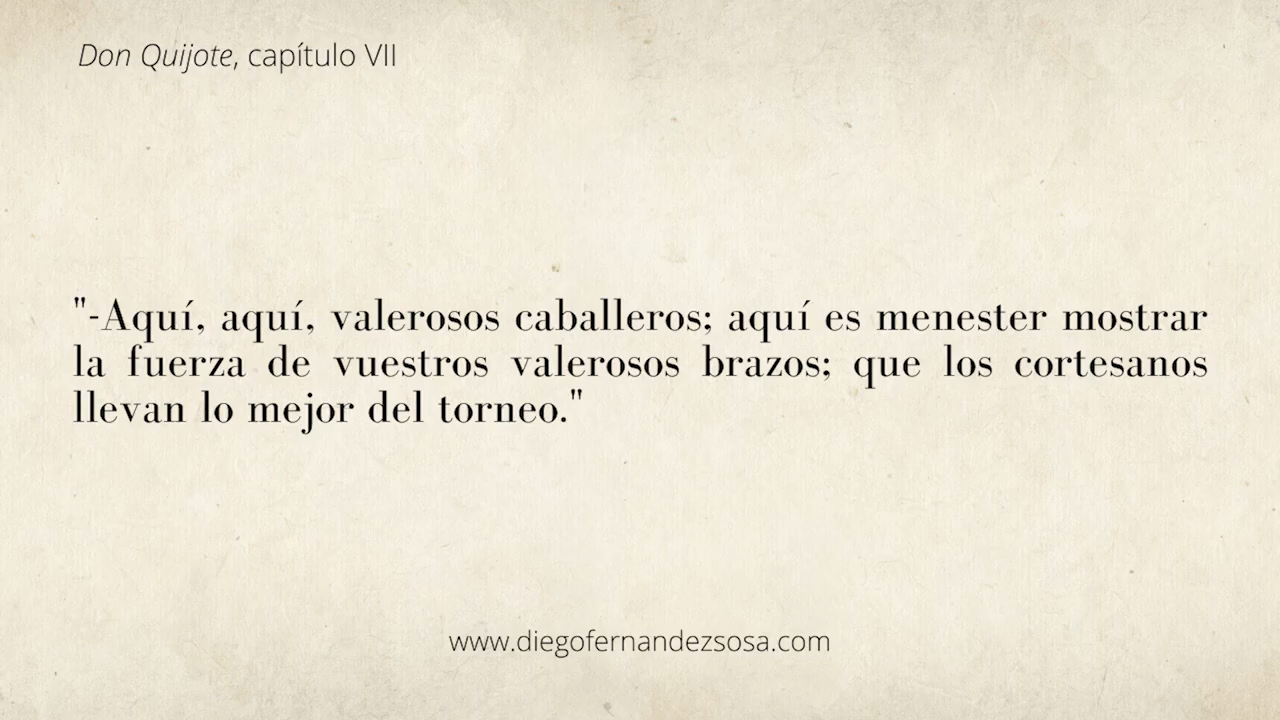 Don Quijote, capítulo VII
"-Aquí, aquí, valerosos caballeros; aquí es menester mostrar
la fuerza de vuestros valerosos brazos; que los cortesanos
llevan lo mejor del torneo."
www.diegofernandezsosa.com